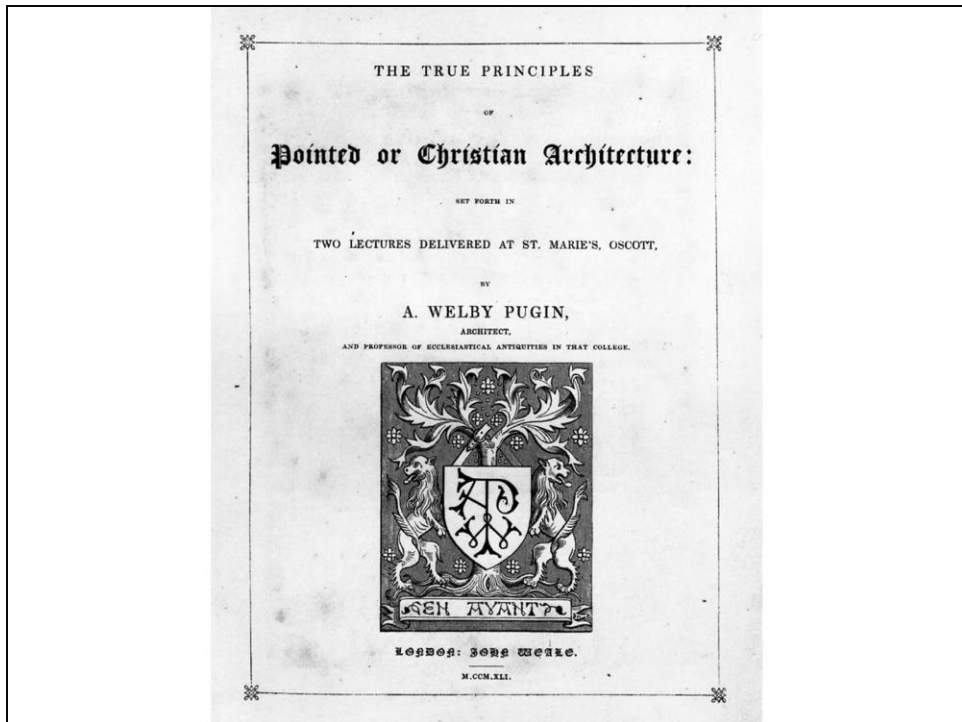 THE TRUE PRINCIPLES
OF
Pointed or Christian Architecture:
SET FORTH IN
TWO LECTURES DELIVERED AT ST. MARIE'S, OSCOTT,
BY
A. WELBY PUGIN,
ARCHITECT,
AND PROFESSOR OF ECCLESIASTICAL ANTIQUITIES IN THAT COLLEGE.
APW
EN AVANT
LONDON: JOHN WEALE.
M.CCM.XLI.